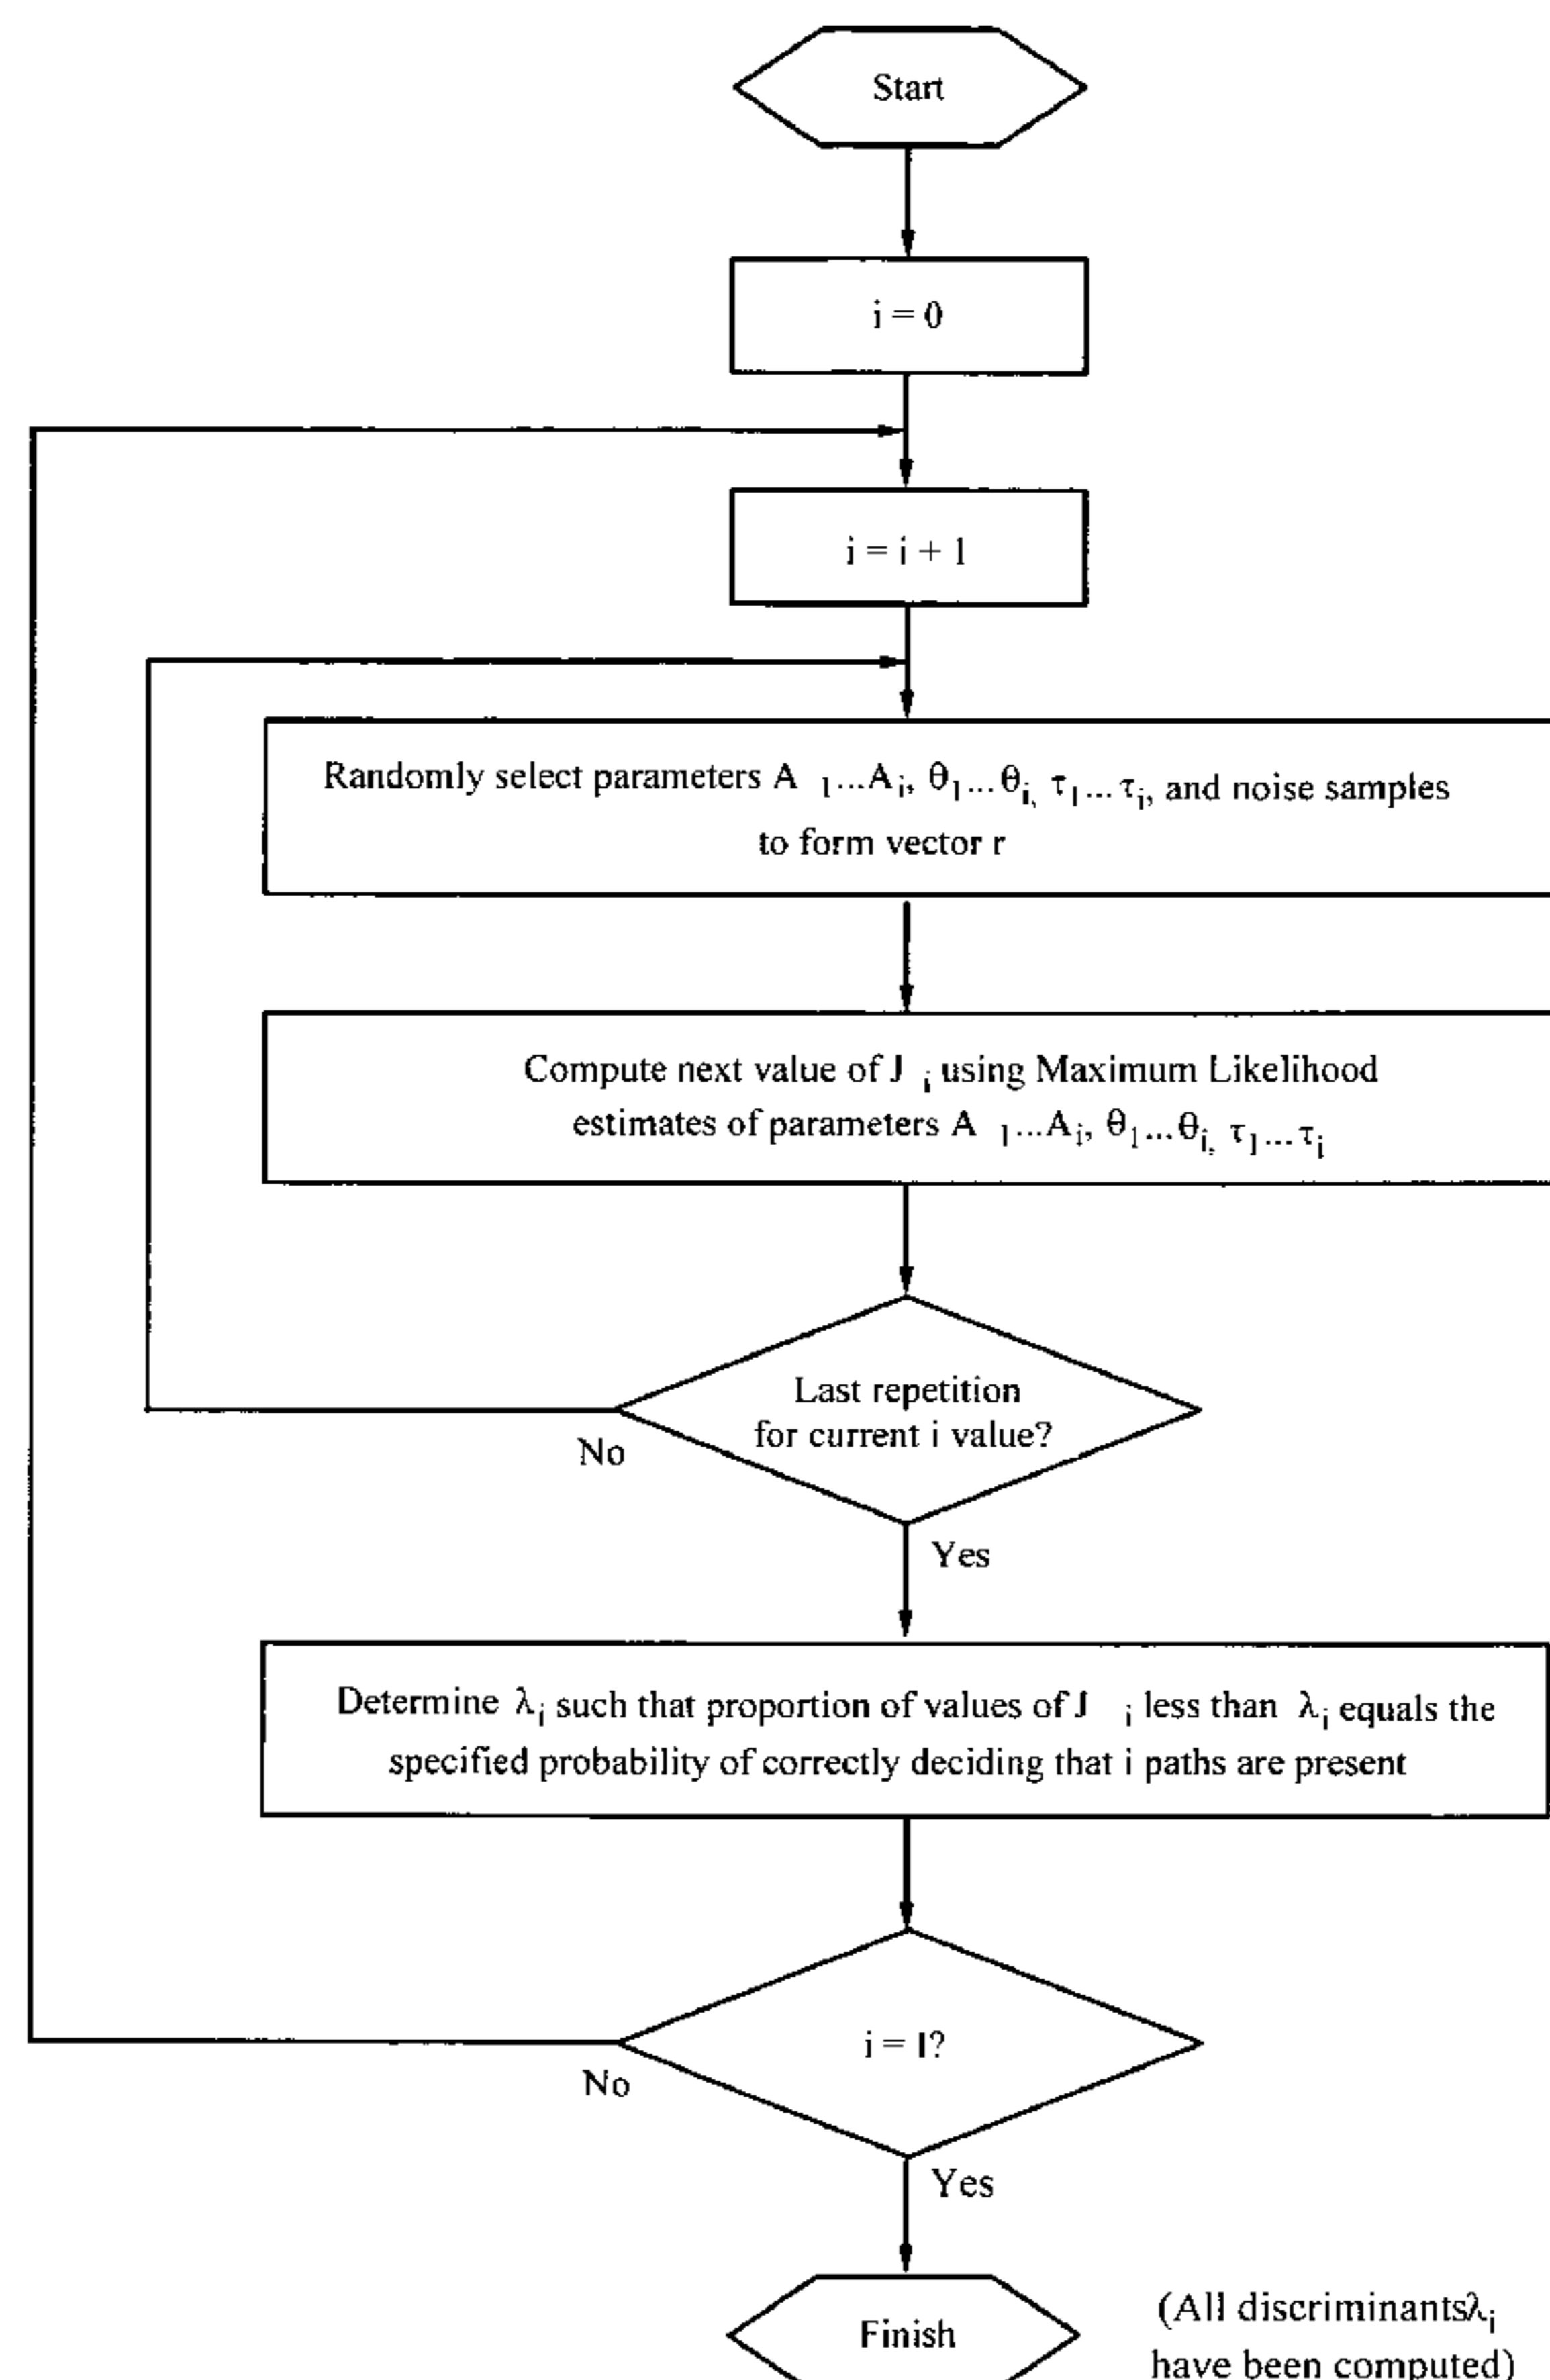 Start
i = 0
i = i + 1
Randomly select parameters A 1...Ai, θ1...θi, τ1...τi, and noise samples
to form vector r
Compute next value of J i using Maximum Likelihood
estimates of parameters A 1...Ai, θ1...θi, τ1...τi
Last repetition
for current i value?
No
Yes
Determine λi such that proportion of values of J i less than λi equals the
specified probability of correctly deciding that i paths are present
i = I?
No
Yes
Finish
(All discriminantsλi
have been computed)